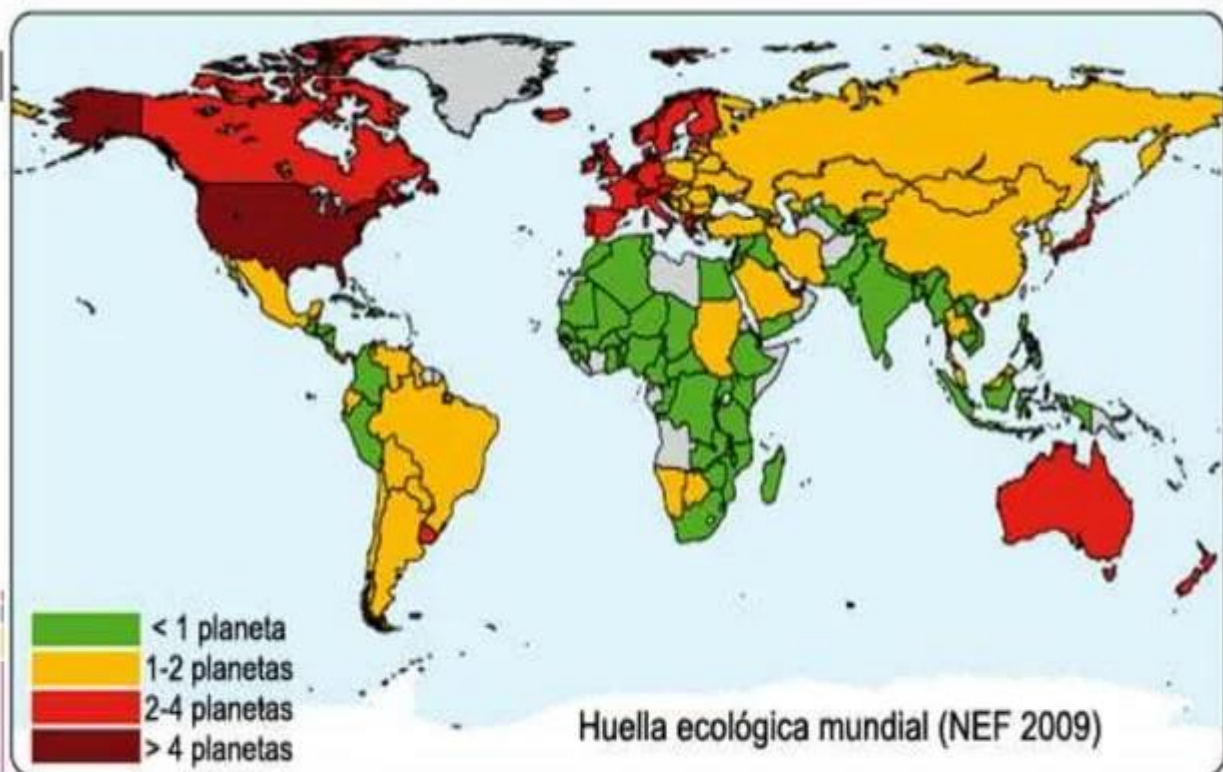 < 1 planeta
1-2 planetas
2-4 planetas
> 4 planetas
Huella ecológica mundial (NEF 2009)